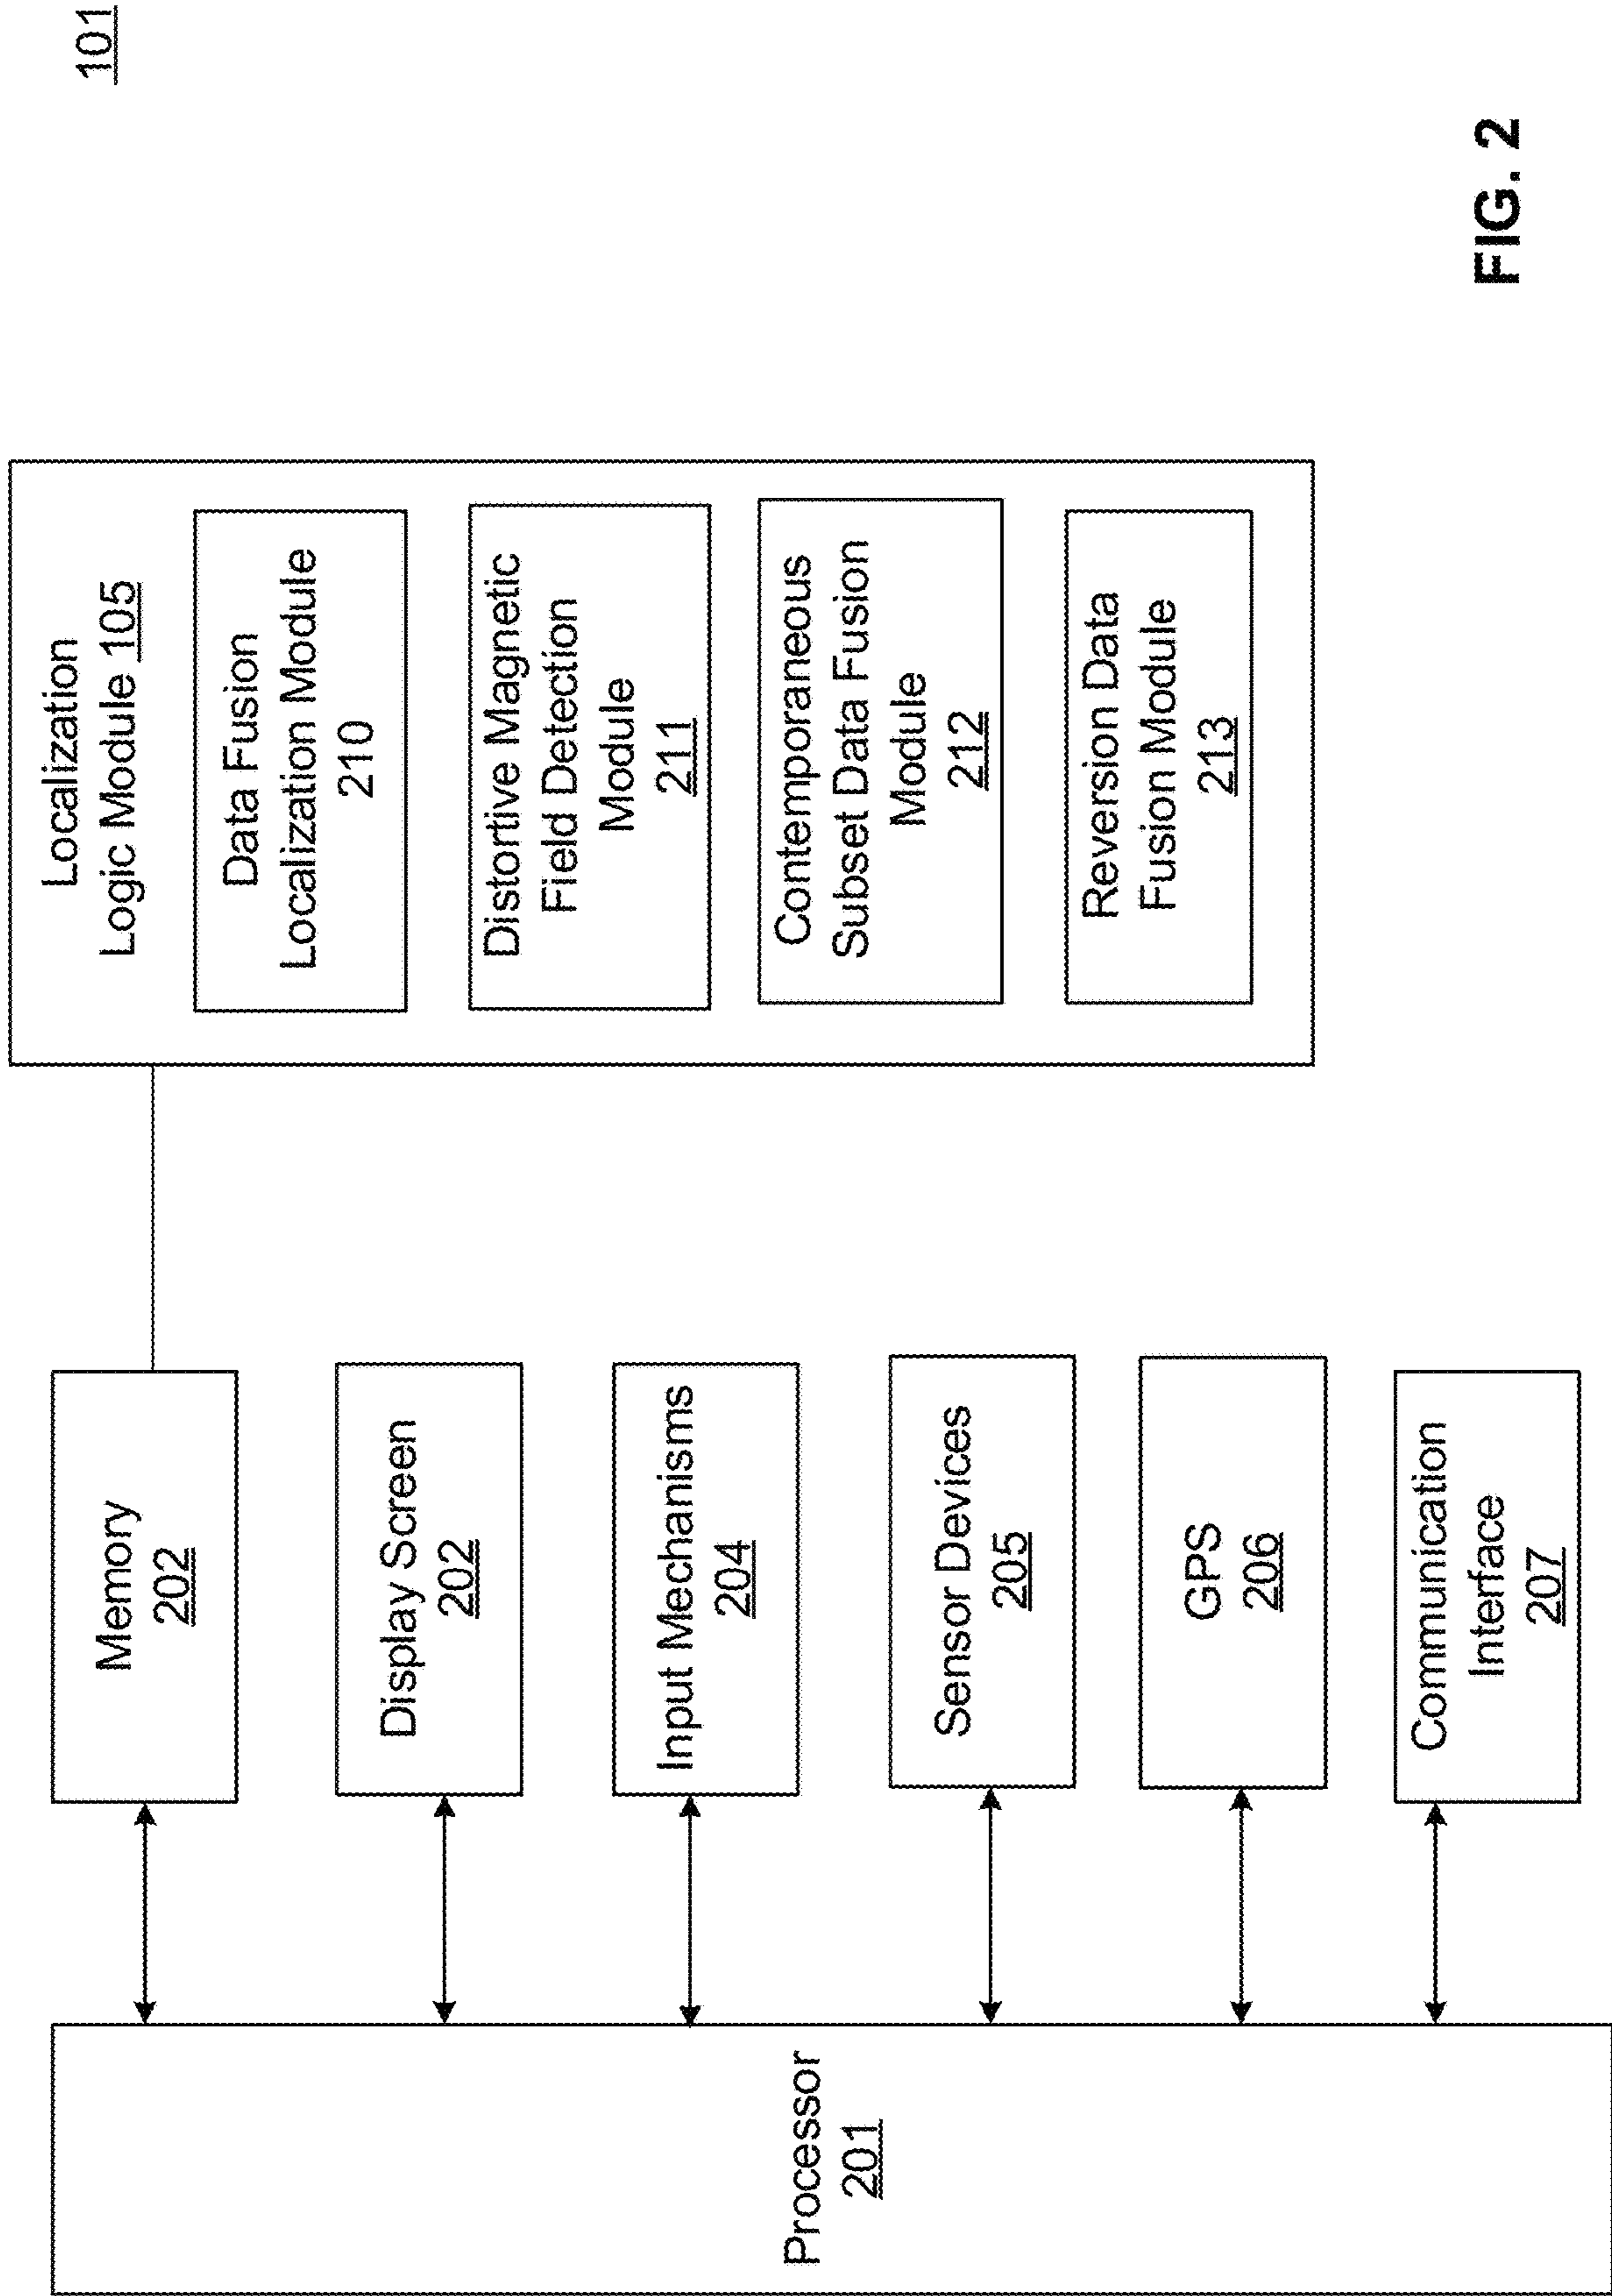 101
Processor
201
Memory
202
Display Screen
202
Input Mechanisms
204
Sensor Devices
205
GPS
206
Communication
Interface
207
Localization
Logic Module 105
Data Fusion
Localization Module
210
Distortive Magnetic
Field Detection
Module
211
Contemporaneous
Subset Data Fusion
Module
212
Reversion Data
Fusion Module
213
FIG. 2